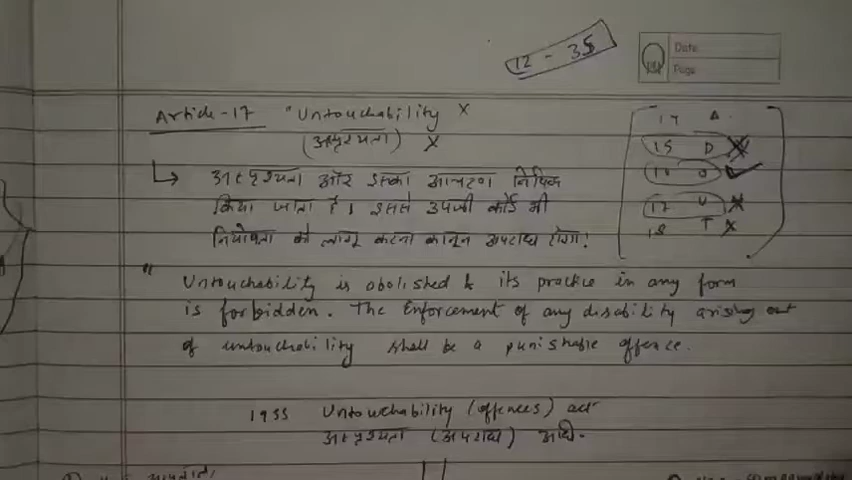 12 - 35
Date
Page
Article-17 "Untouchability X
(अस्पृश्यता) X
14 A
15 D X
16 O ✓
17 U X
18 T X
↳ अस्पृश्यता और इसका आचरण निषिद्ध
किया जाता है। इससे उपजी कोई भी
नियोग्यता को लागू करना कानून अपराध होगा!
" Untouchability is abolished & its practice in any form
is forbidden. The Enforcement of any disability arising out
of untouchability shall be a punishable offence.
1955 Untouchability (offences) act
अस्पृश्यता (अपराध) अधि.